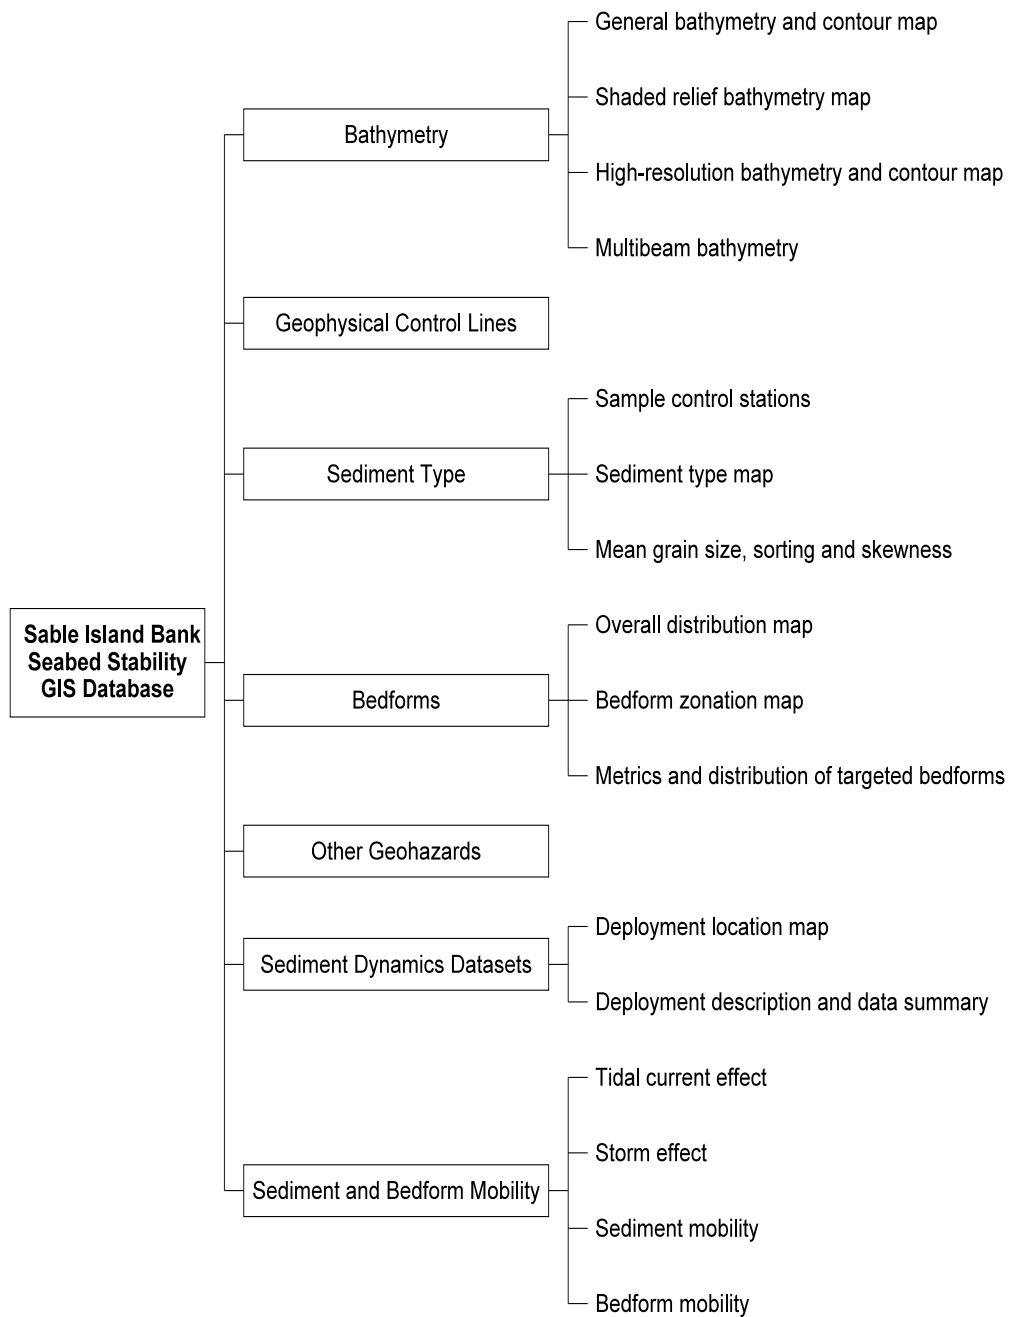 General bathymetry and contour map
Shaded relief bathymetry map
Bathymetry
High-resolution bathymetry and contour map
Multibeam bathymetry
Geophysical Control Lines
Sample control stations
Sediment Type
Sediment type map
Mean grain size, sorting and skewness
Sable Island Bank
Seabed Stability
GIS Database
Overall distribution map
Bedforms
Bedform zonation map
Metrics and distribution of targeted bedforms
Other Geohazards
Deployment location map
Sediment Dynamics Datasets
Deployment description and data summary
Tidal current effect
Storm effect
Sediment and Bedform Mobility
Sediment mobility
Bedform mobility